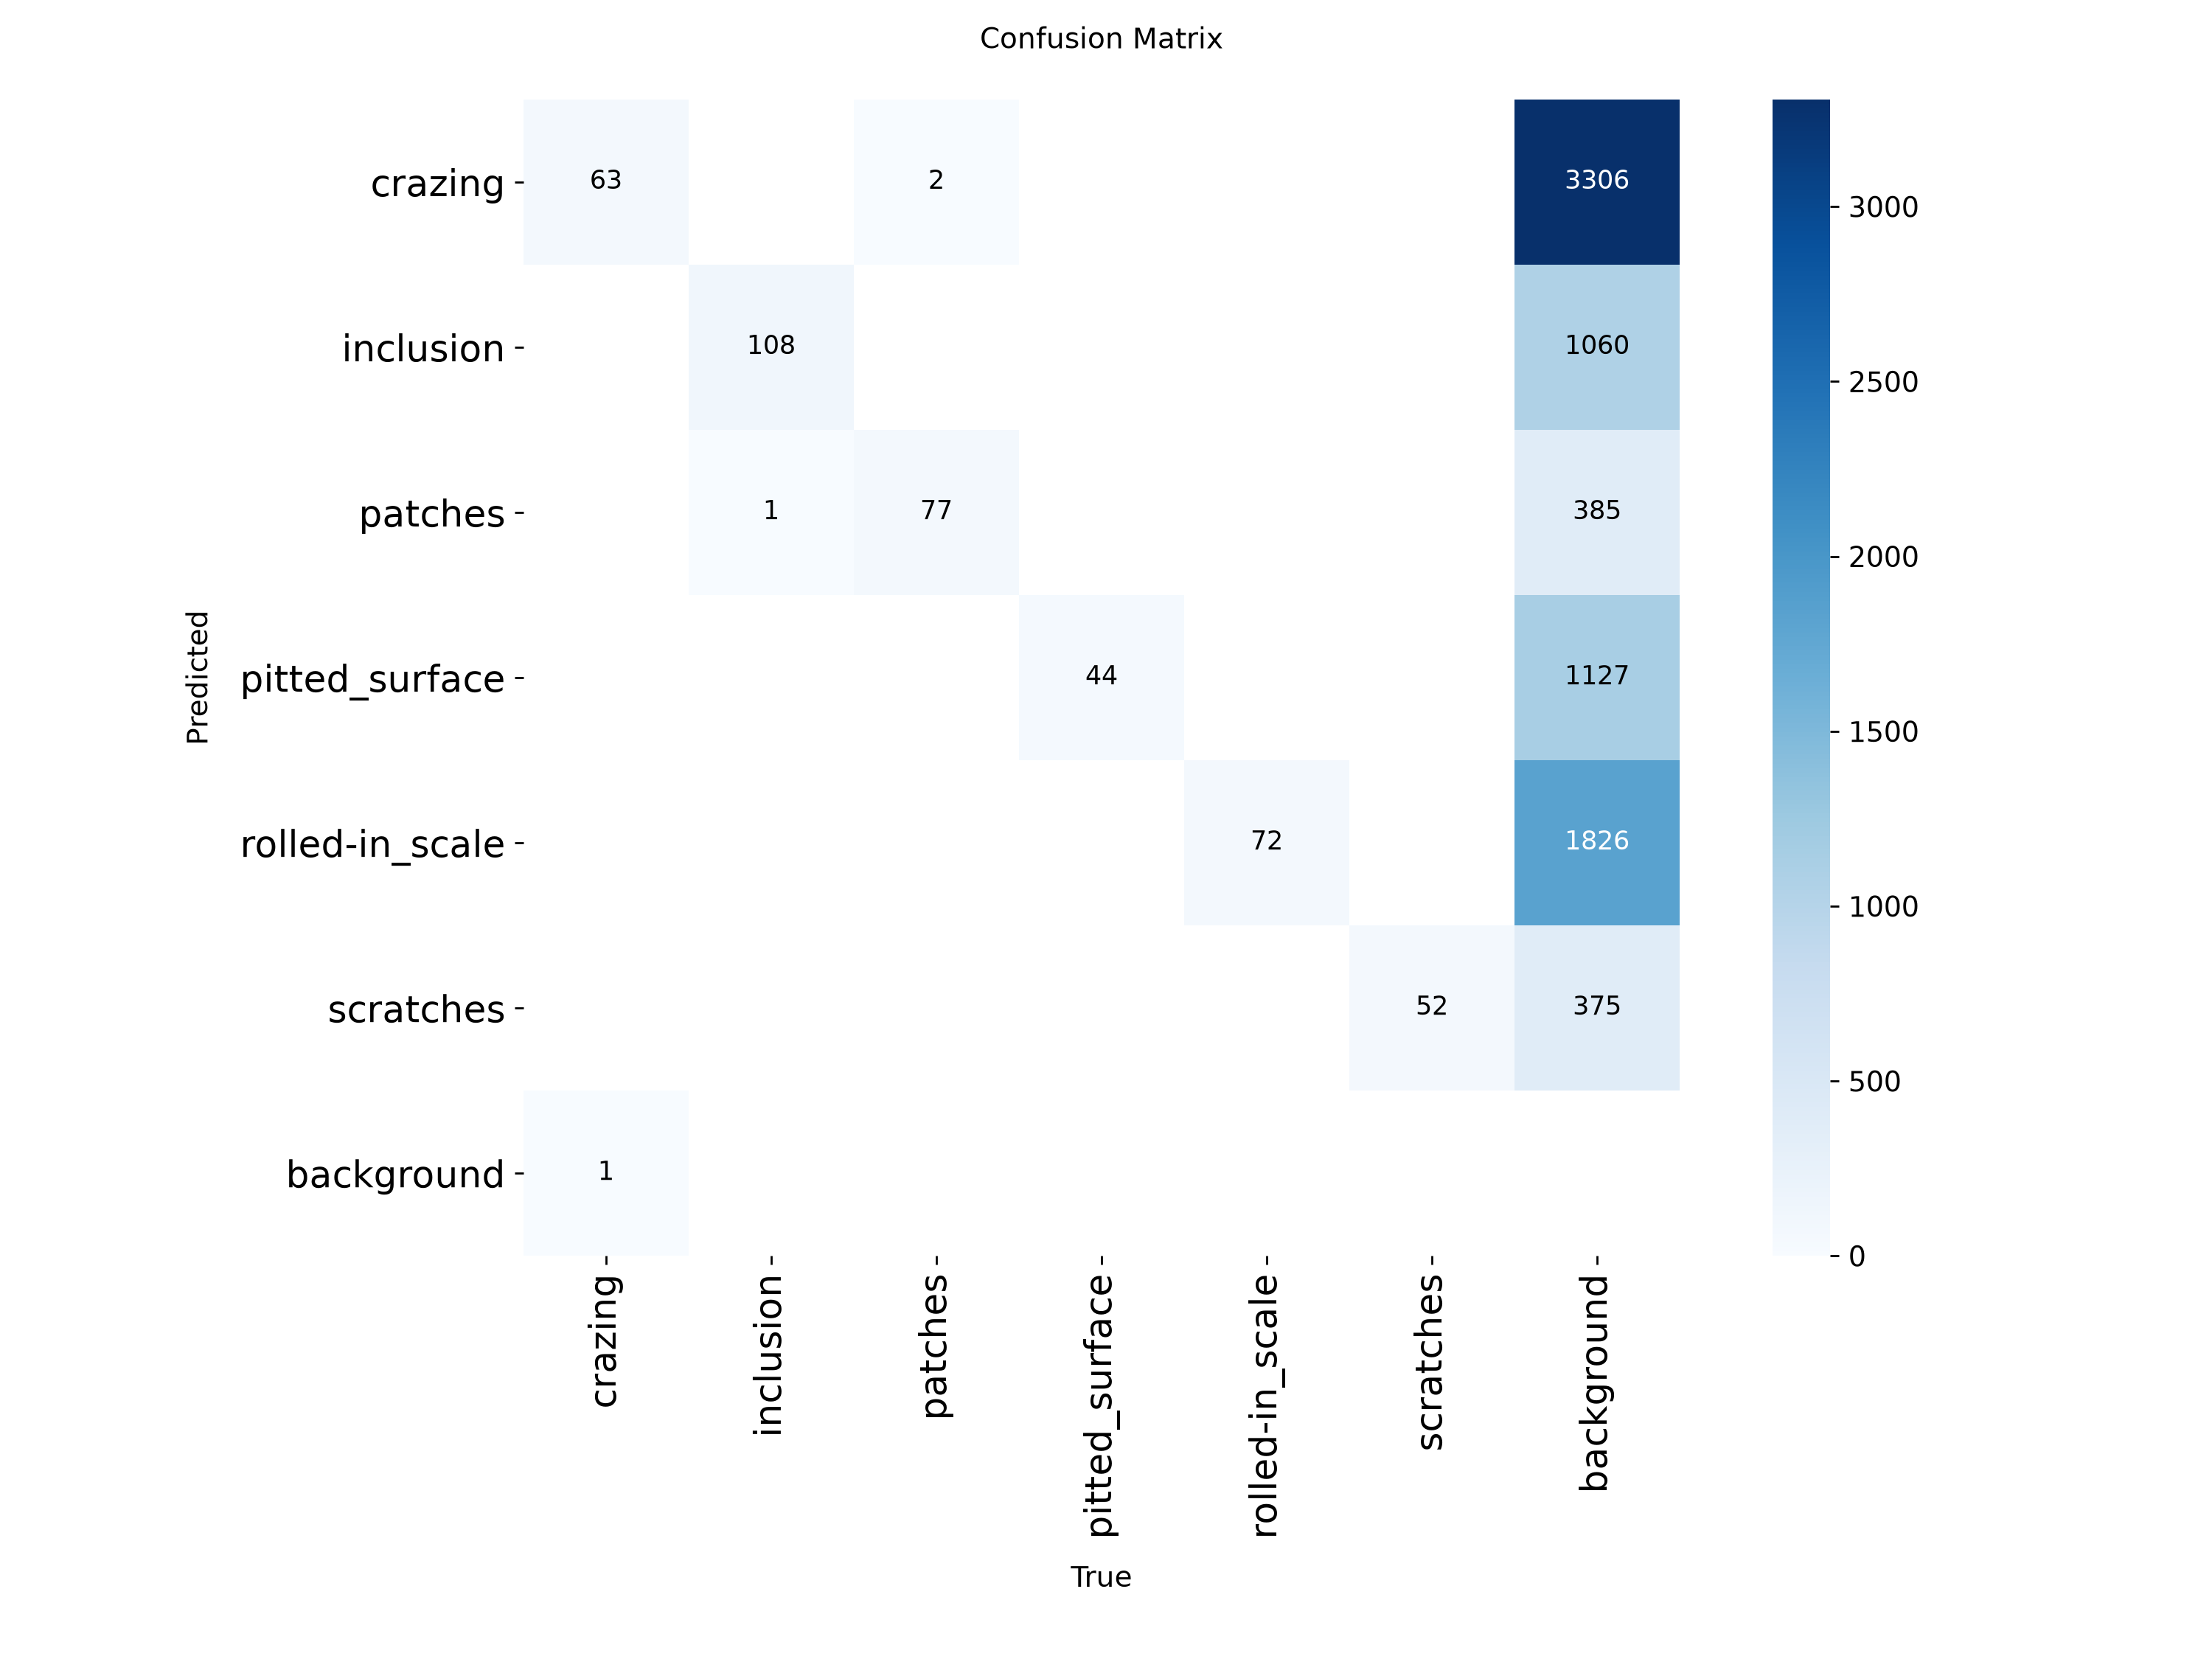 Confusion Matrix
crazing
63
2
3306
inclusion
108
1060
patches
1
77
385
pitted_surface
44
1127
rolled-in_scale
72
1826
scratches
52
375
background
1
Predicted
crazing
inclusion
patches
pitted_surface
rolled-in_scale
scratches
background
True
3000
2500
2000
1500
1000
500
0